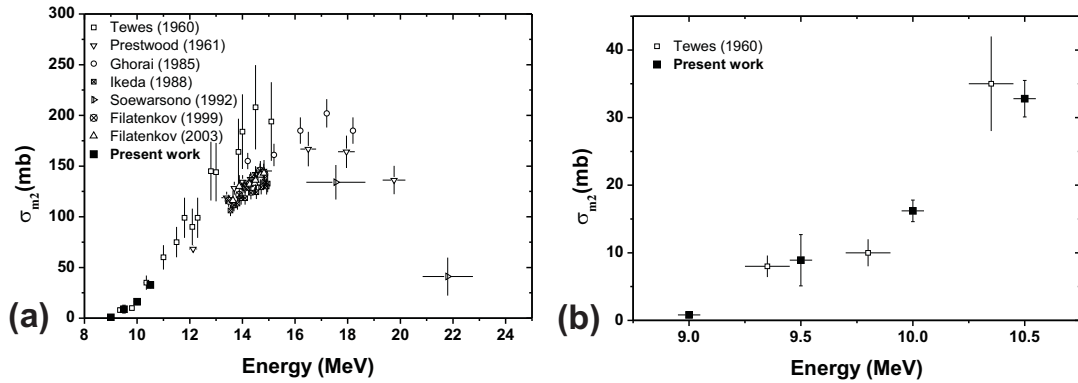 300
250
200
150
100
50
0
σm2(mb)
Tewes (1960)
Prestwood (1961)
Ghorai (1985)
Ikeda (1988)
Soewarsono (1992)
Filatenkov (1999)
Filatenkov (2003)
Present work
8 10 12 14 16 18 20 22 24
Energy (MeV)
(a)
40
30
20
10
0
σm2(mb)
Tewes (1960)
Present work
9.0 9.5 10.0 10.5
Energy (MeV)
(b)